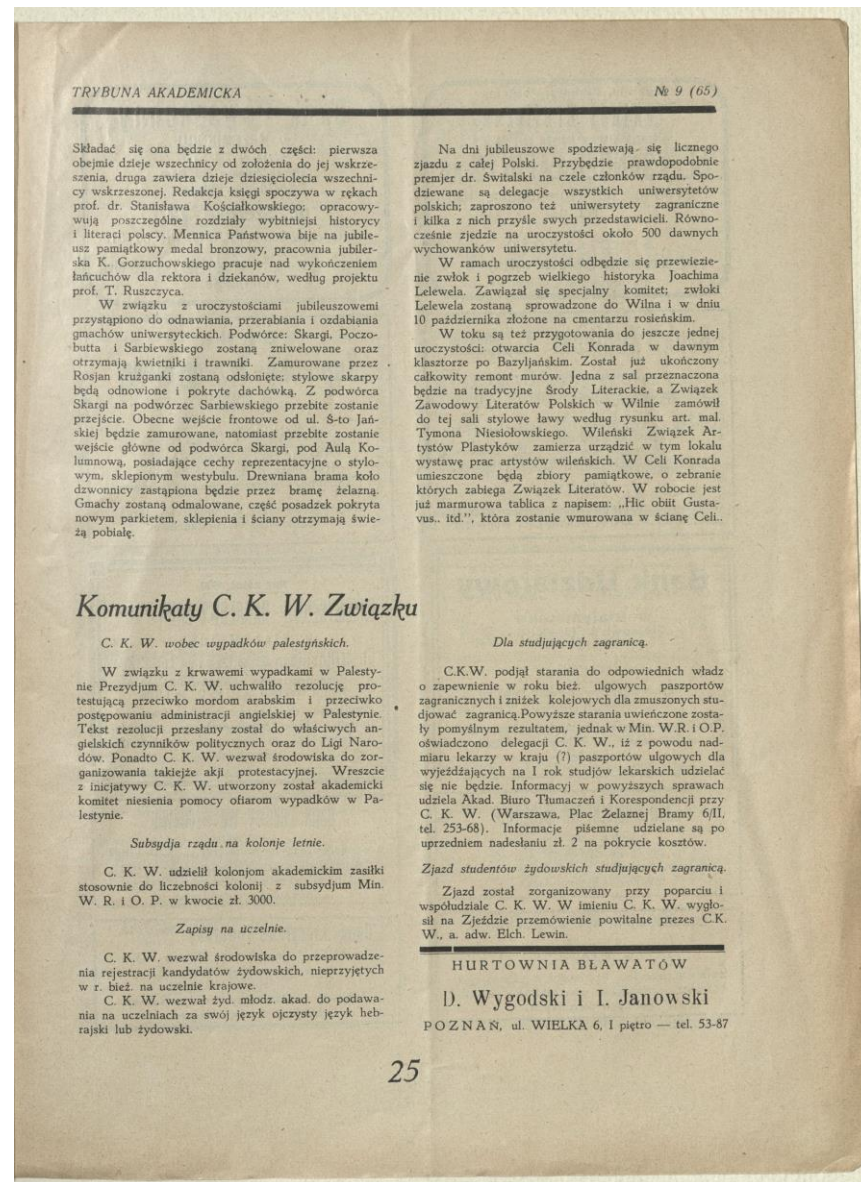 TRYBUNA AKADEMICKA
№ 9 (65)
Składać się ona będzie z dwóch części: pierwsza
obejmie dzieje wszechnicy od założenia do jej wskrze-
szenia, druga zawiera dzieje dziesięciolecia wszechni-
cy wskrzeszonej. Redakcja księgi spoczywa w rękach
prof. dr. Stanisława Kościałkowskiego; opracowy-
wują poszczególne rozdziały wybitniejsi historycy
i literaci polscy. Mennica Państwowa bije na jubile-
usz pamiątkowy medal bronzowy, pracownia jubiler-
ska K. Gorzuchowskiego pracuje nad wykończeniem
łańcuchów dla rektora i dziekanów, według projektu
prof. T. Ruszczyca.
W związku z uroczystościami jubileuszowemi
przystąpiono do odnawiania, przerabiania i ozdabiania
gmachów uniwersyteckich. Podwórce: Skargi, Poczo-
butta i Sarbiewskiego zostaną zniwelowane oraz
otrzymają kwietniki i trawniki. Zamurowane przez
Rosjan krużganki zostaną odsłonięte; stylowe skarpy
będą odnowione i pokryte dachówką. Z podwórca
Skargi na podwórzec Sarbiewskiego przebite zostanie
przejście. Obecne wejście frontowe od ul. Ś-to Jań-
skiej będzie zamurowane, natomiast przebite zostanie
wejście główne od podwórca Skargi, pod Aulą Ko-
lumnową, posiadające cechy reprezentacyjne o stylo-
wym, sklepionym westybulu. Drewniana brama koło
dzwonnicy zastąpiona będzie przez bramę żelazną.
Gmachy zostaną odmalowane, część posadzek pokryta
nowym parkietem, sklepienia i ściany otrzymają świe-
żą pobiałę.
Na dni jubileuszowe spodziewają się licznego
zjazdu z całej Polski. Przybędzie prawdopodobnie
premjer dr. Świtalski na czele członków rządu. Spo-
dziewane są delegacje wszystkich uniwersytetów
polskich; zaproszono też uniwersytety zagraniczne
i kilka z nich przyśle swych przedstawicieli. Równo-
cześnie zjedzie na uroczystości około 500 dawnych
wychowanków uniwersytetu.
W ramach uroczystości odbędzie się przewiezie-
nie zwłok i pogrzeb wielkiego historyka Joachima
Lelewela. Zawiązał się specjalny komitet; zwłoki
Lelewela zostaną sprowadzone do Wilna i w dniu
10 października złożone na cmentarzu rosieńskim.
W toku są też przygotowania do jeszcze jednej
uroczystości: otwarcia Celi Konrada w dawnym
klasztorze po Bazyljańskim. Został już ukończony
całkowity remont murów. Jedna z sal przeznaczona
będzie na tradycyjne Środy Literackie, a Związek
Zawodowy Literatów Polskich w Wilnie zamówił
do tej sali stylowe ławy według rysunku art. mal.
Tymona Niesiołowskiego. Wileński Związek Ar-
tystów Plastyków zamierza urządzić w tym lokalu
wystawę prac artystów wileńskich. W Celi Konrada
umieszczone będą zbiory pamiątkowe, o zebranie
których zabiega Związek Literatów. W robocie jest
już marmurowa tablica z napisem: ,,Hic obiit Gusta-
vus.. itd.'', która zostanie wmurowana w ścianę Celi..
Komunikaty C. K. W. Związku
C. K. W. wobec wypadków palestyńskich.
W związku z krwawemi wypadkami w Palesty-
nie Prezydjum C. K. W. uchwaliło rezolucję pro-
testującą przeciwko mordom arabskim i przeciwko
postępowaniu administracji angielskiej w Palestynie.
Tekst rezolucji przesłany został do właściwych an-
gielskich czynników politycznych oraz do Ligi Naro-
dów. Ponadto C. K. W. wezwał środowiska do zor-
ganizowania takiejże akji protestacyjnej. Wreszcie
z inicjatywy C. K. W. utworzony został akademicki
komitet niesienia pomocy ofiarom wypadków w Pa-
lestynie.
Subsydja rządu na kolonje letnie.
C. K. W. udzielił kolonjom akademickim zasiłki
stosownie do liczebności kolonij z subsydjum Min.
W. R. i O. P. w kwocie zł. 3000.
Zapisy na uczelnie.
C. K. W. wezwał środowiska do przeprowadze-
nia rejestracji kandydatów żydowskich, nieprzyjętych
w r. bież. na uczelnie krajowe.
C. K. W. wezwał żyd. młodz. akad. do podawa-
nia na uczelniach za swój język ojczysty język heb-
rajski lub żydowski.
Dla studjujących zagranicą.
C.K.W. podjął starania do odpowiednich władz
o zapewnienie w roku bież. ulgowych paszportów
zagranicznych i zniżek kolejowych dla zmuszonych stu-
djować zagranicą.Powyższe starania uwieńczone zosta-
ły pomyślnym rezultatem, jednak w Min. W.R. i O.P.
oświadczono delegacji C. K. W., iż z powodu nad-
miaru lekarzy w kraju (?) paszportów ulgowych dla
wyjeżdżających na I rok studjów lekarskich udzielać
się nie będzie. Informacyj w powyższych sprawach
udziela Akad. Biuro Tłumaczeń i Korespondencji przy
C. K. W. (Warszawa, Plac Żelaznej Bramy 6/II,
tel. 253-68). Informacje piśemne udzielane są po
uprzedniem nadesłaniu zł. 2 na pokrycie kosztów.
Zjazd studentów żydowskich studjujących zagranicą.
Zjazd został zorganizowany przy poparciu i
współudziale C. K. W. W imieniu C. K. W. wygło-
sił na Zjeździe przemówienie powitalne prezes C.K.
W., a. adw. Elch. Lewin.
HURTOWNIA BŁAWATÓW
D. Wygodski i I. Janowski
POZNAŃ, ul. WIELKA 6, I piętro — tel. 53-87
25